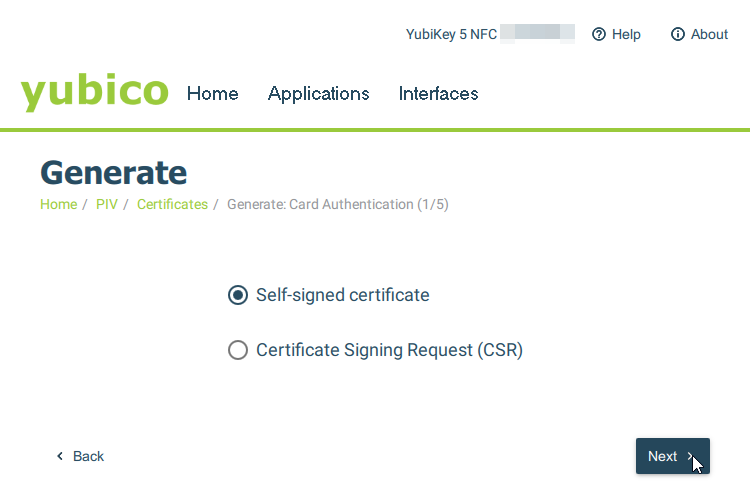 YubiKey 5 NFC Help About
yubico Home Applications Interfaces
Generate
Home / PIV / Certificates / Generate: Card Authentication (1/5)
Self-signed certificate
Certificate Signing Request (CSR)
Back Next